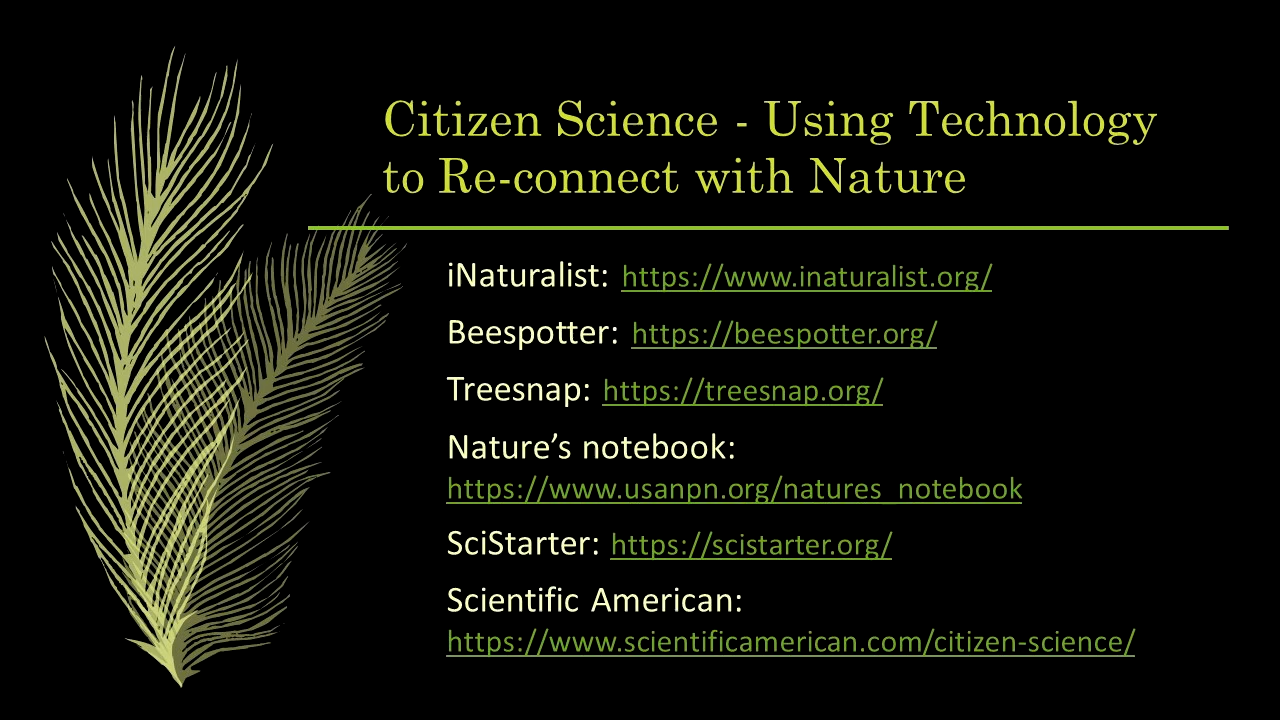 Citizen Science - Using Technology
to Re-connect with Nature
iNaturalist: https://www.inaturalist.org/
Beespotter: https://beespotter.org/
Treesnap: https://treesnap.org/
Nature’s notebook:
https://www.usanpn.org/natures_notebook
SciStarter: https://scistarter.org/
Scientific American:
https://www.scientificamerican.com/citizen-science/